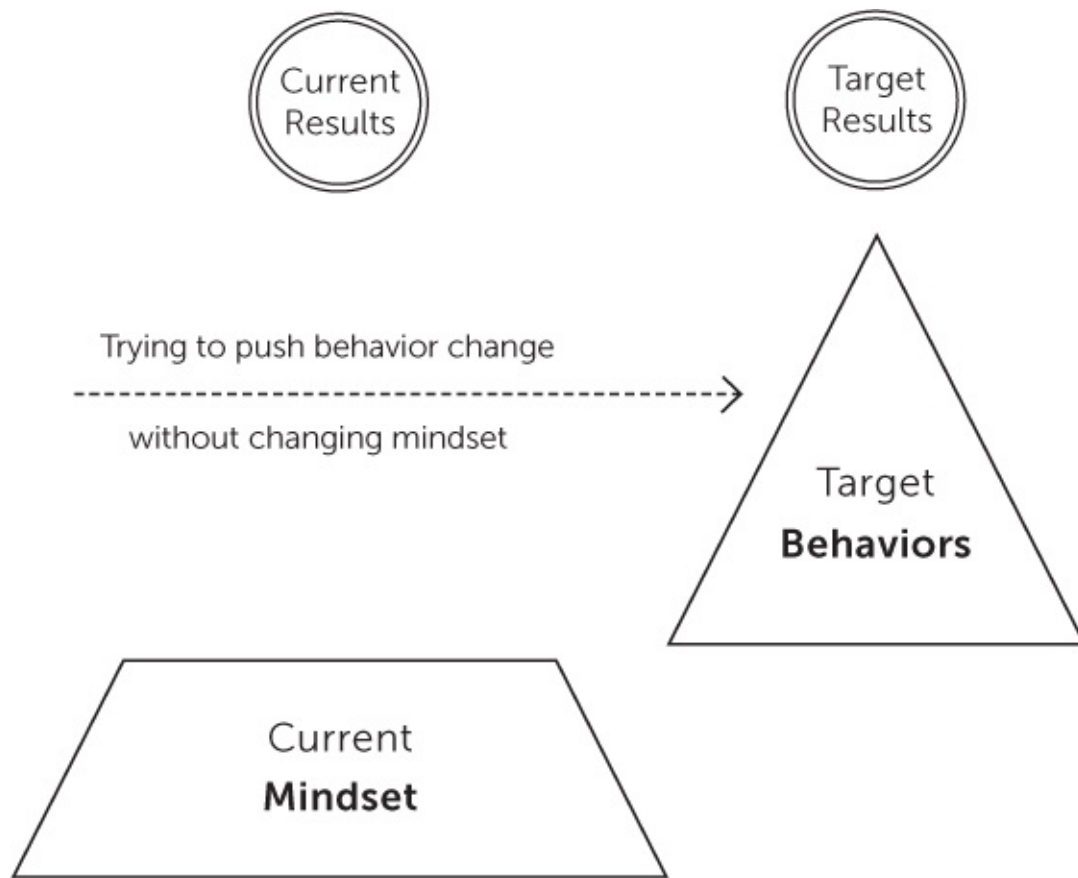 Current
Results
Target
Results
Trying to push behavior change
without changing mindset
Target
Behaviors
Current
Mindset